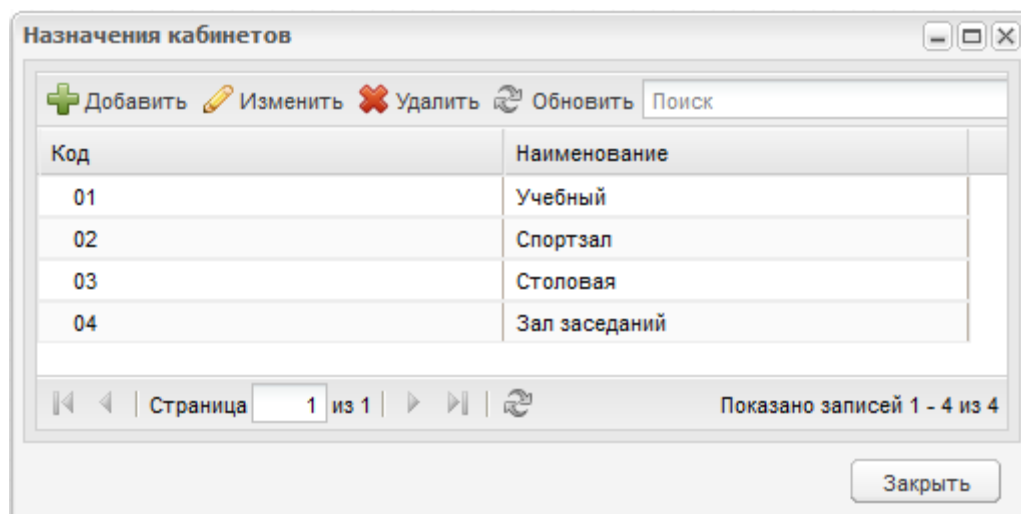 Назначения кабинетов
Добавить Изменить Удалить Обновить Поиск
Код Наименование
01 Учебный
02 Спортзал
03 Столовая
04 Зал заседаний
Страница 1 из 1 Показано записей 1 - 4 из 4
Закрыть